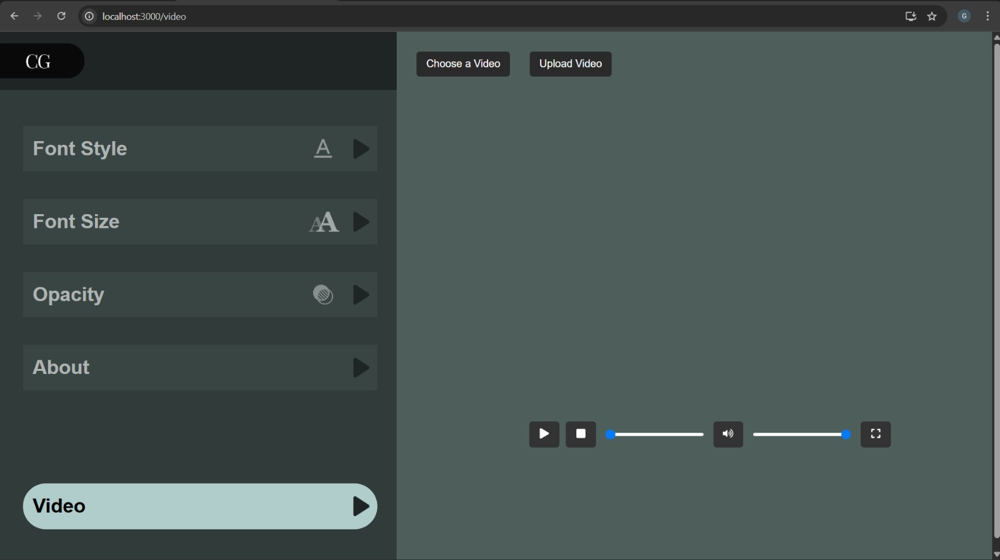 localhost:3000/video
G
CG
Choose a Video
Upload Video
Font Style
A
Font Size
AA
Opacity
About
Video